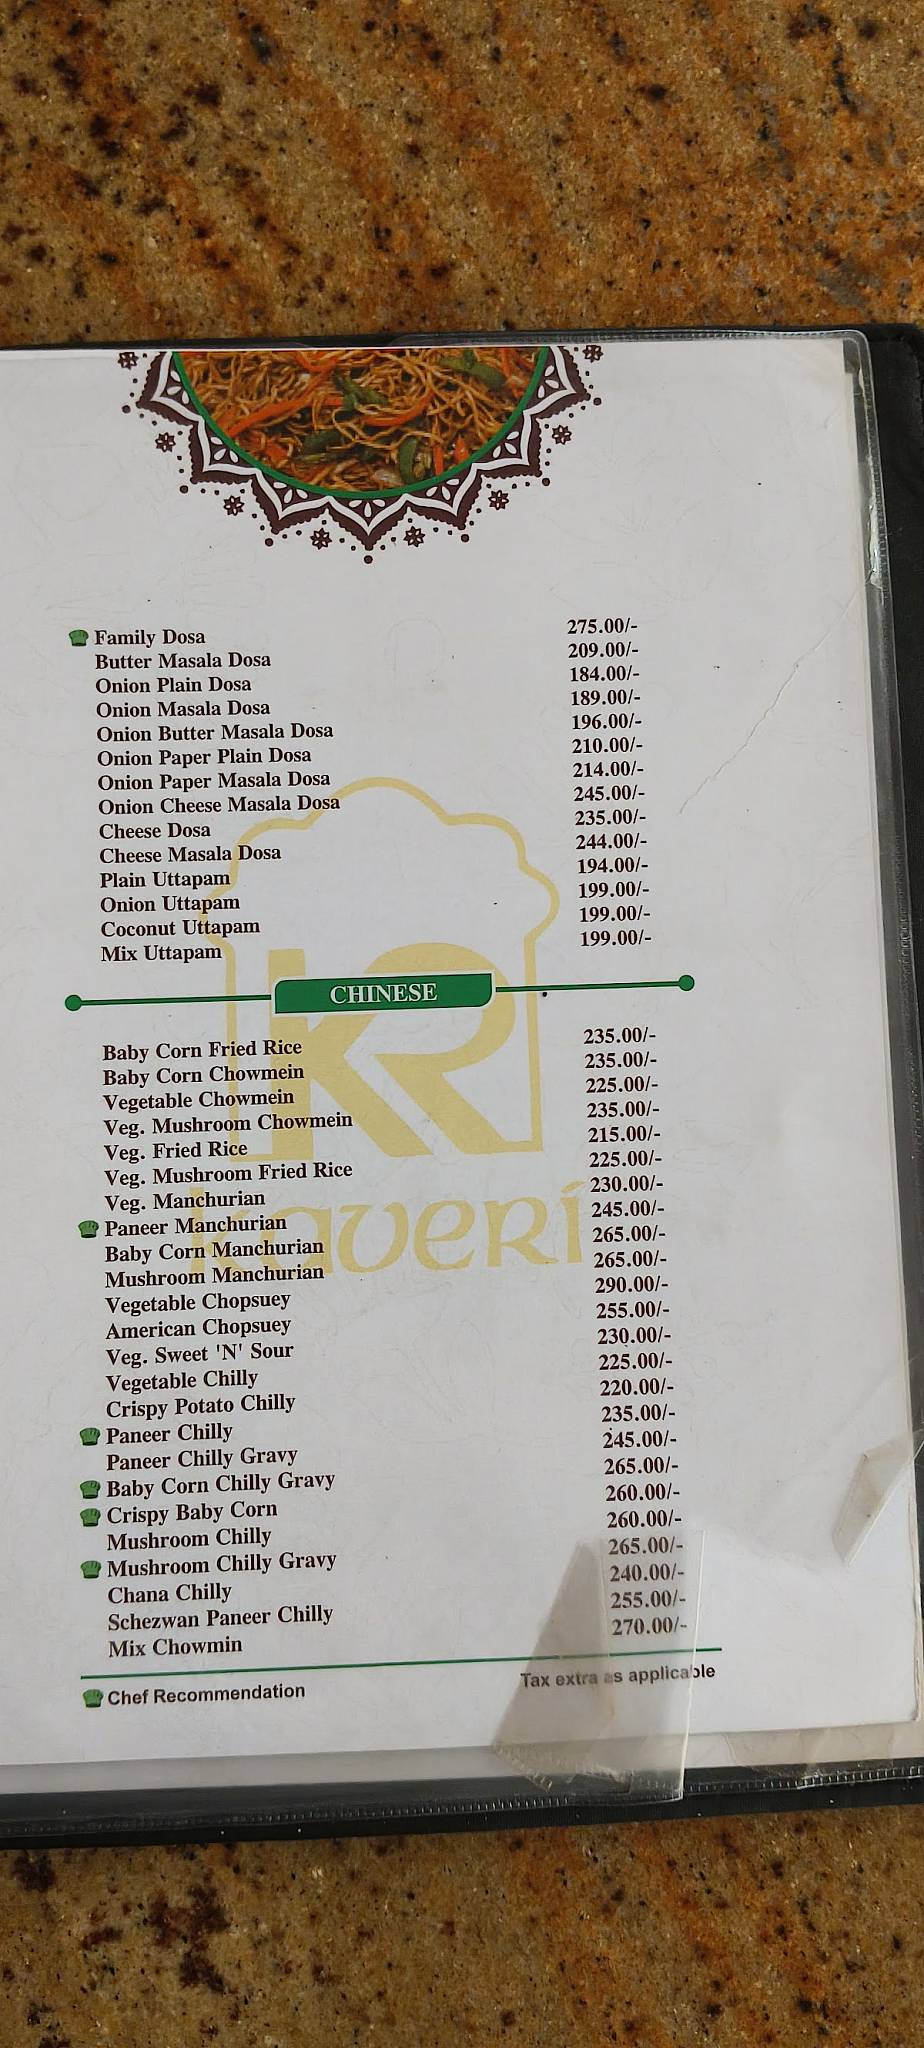 Family Dosa 275.00/-
Butter Masala Dosa 209.00/-
Onion Plain Dosa 184.00/-
Onion Masala Dosa 189.00/-
Onion Butter Masala Dosa 196.00/-
Onion Paper Plain Dosa 210.00/-
Onion Paper Masala Dosa 214.00/-
Onion Cheese Masala Dosa 245.00/-
Cheese Dosa 235.00/-
Cheese Masala Dosa 244.00/-
Plain Uttapam 194.00/-
Onion Uttapam 199.00/-
Coconut Uttapam 199.00/-
Mix Uttapam 199.00/-
CHINESE
Baby Corn Fried Rice 235.00/-
Baby Corn Chowmein 235.00/-
Vegetable Chowmein 225.00/-
Veg. Mushroom Chowmein 235.00/-
Veg. Fried Rice 215.00/-
Veg. Mushroom Fried Rice 225.00/-
Veg. Manchurian 230.00/-
Paneer Manchurian 245.00/-
Baby Corn Manchurian 265.00/-
Mushroom Manchurian 265.00/-
Vegetable Chopsuey 290.00/-
American Chopsuey 255.00/-
Veg. Sweet 'N' Sour 230.00/-
Vegetable Chilly 225.00/-
Crispy Potato Chilly 220.00/-
Paneer Chilly 235.00/-
Paneer Chilly Gravy 245.00/-
Baby Corn Chilly Gravy 265.00/-
Crispy Baby Corn 260.00/-
Mushroom Chilly 260.00/-
Mushroom Chilly Gravy 265.00/-
Chana Chilly 240.00/-
Schezwan Paneer Chilly 255.00/-
Mix Chowmin 270.00/-
Chef Recommendation Tax extra as applicable
KR
kaveri